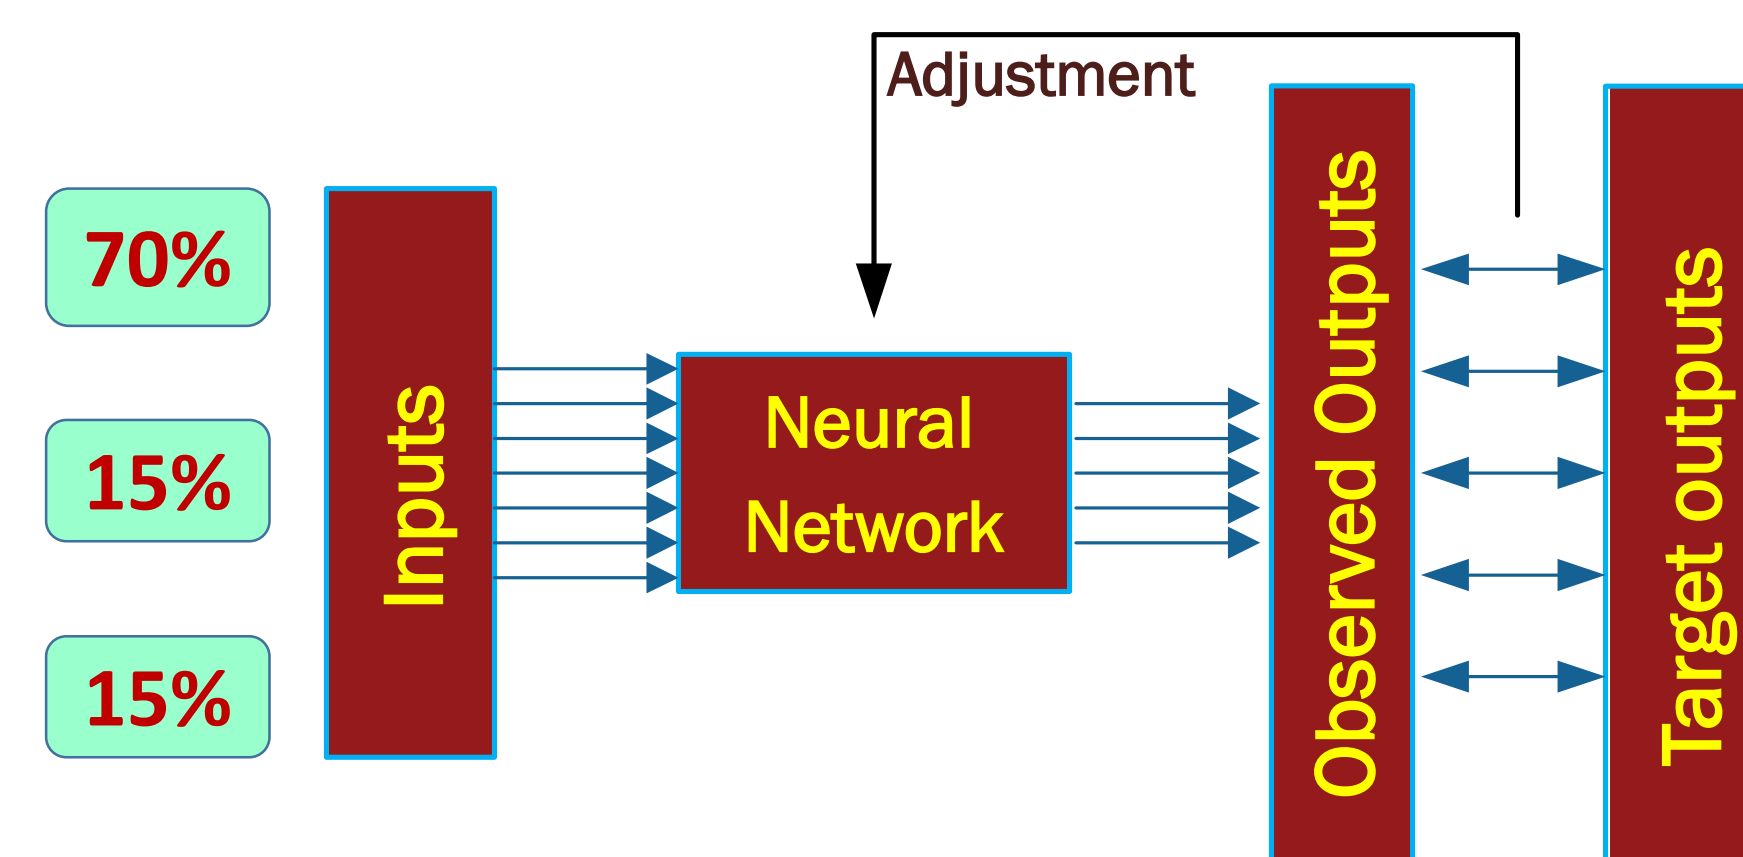 Adjustment
70%
15%
15%
Inputs
Neural
Network
Observed Outputs
Target outputs